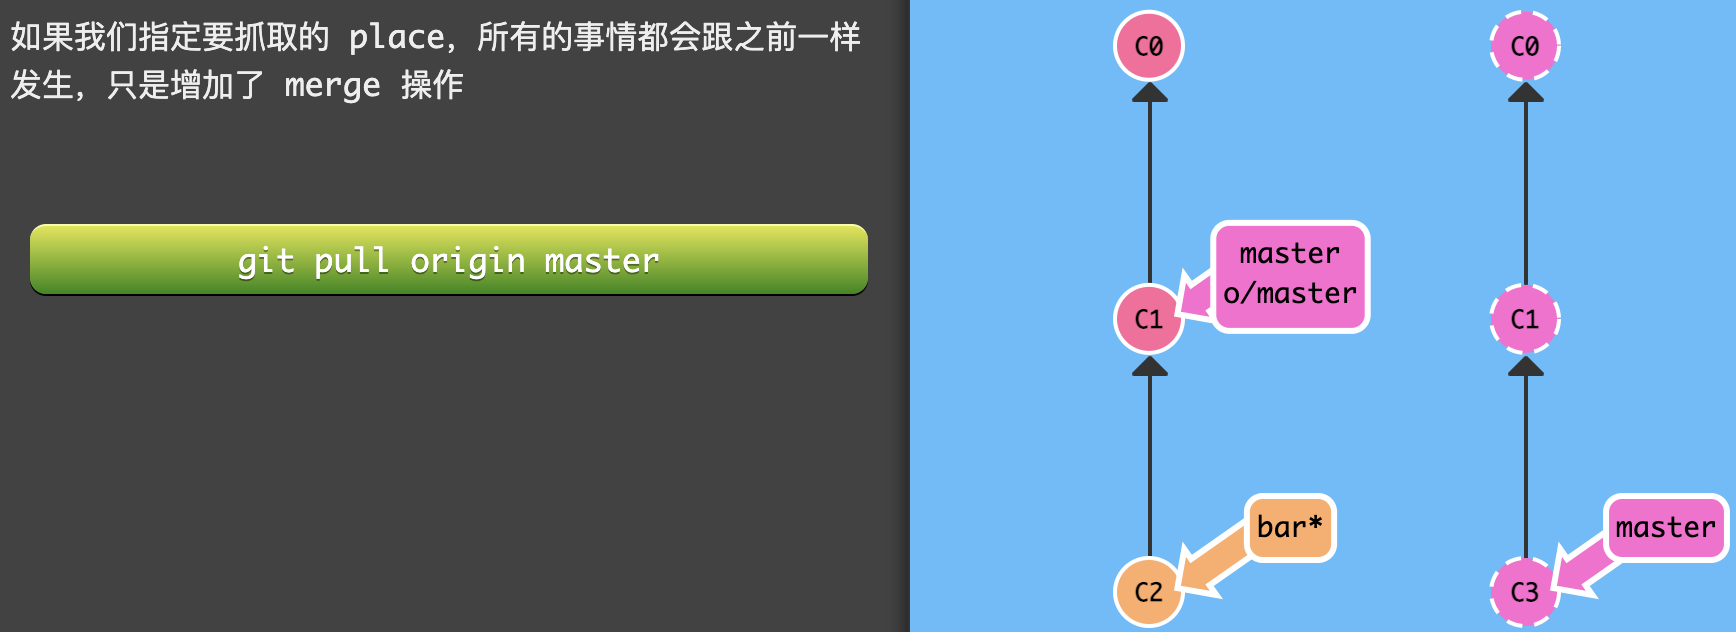 如果我们指定要抓取的 place，所有的事情都会跟之前一样
发生，只是增加了 merge 操作
git pull origin master
C0
master
o/master
C1
bar*
C2
C0
C1
master
C3